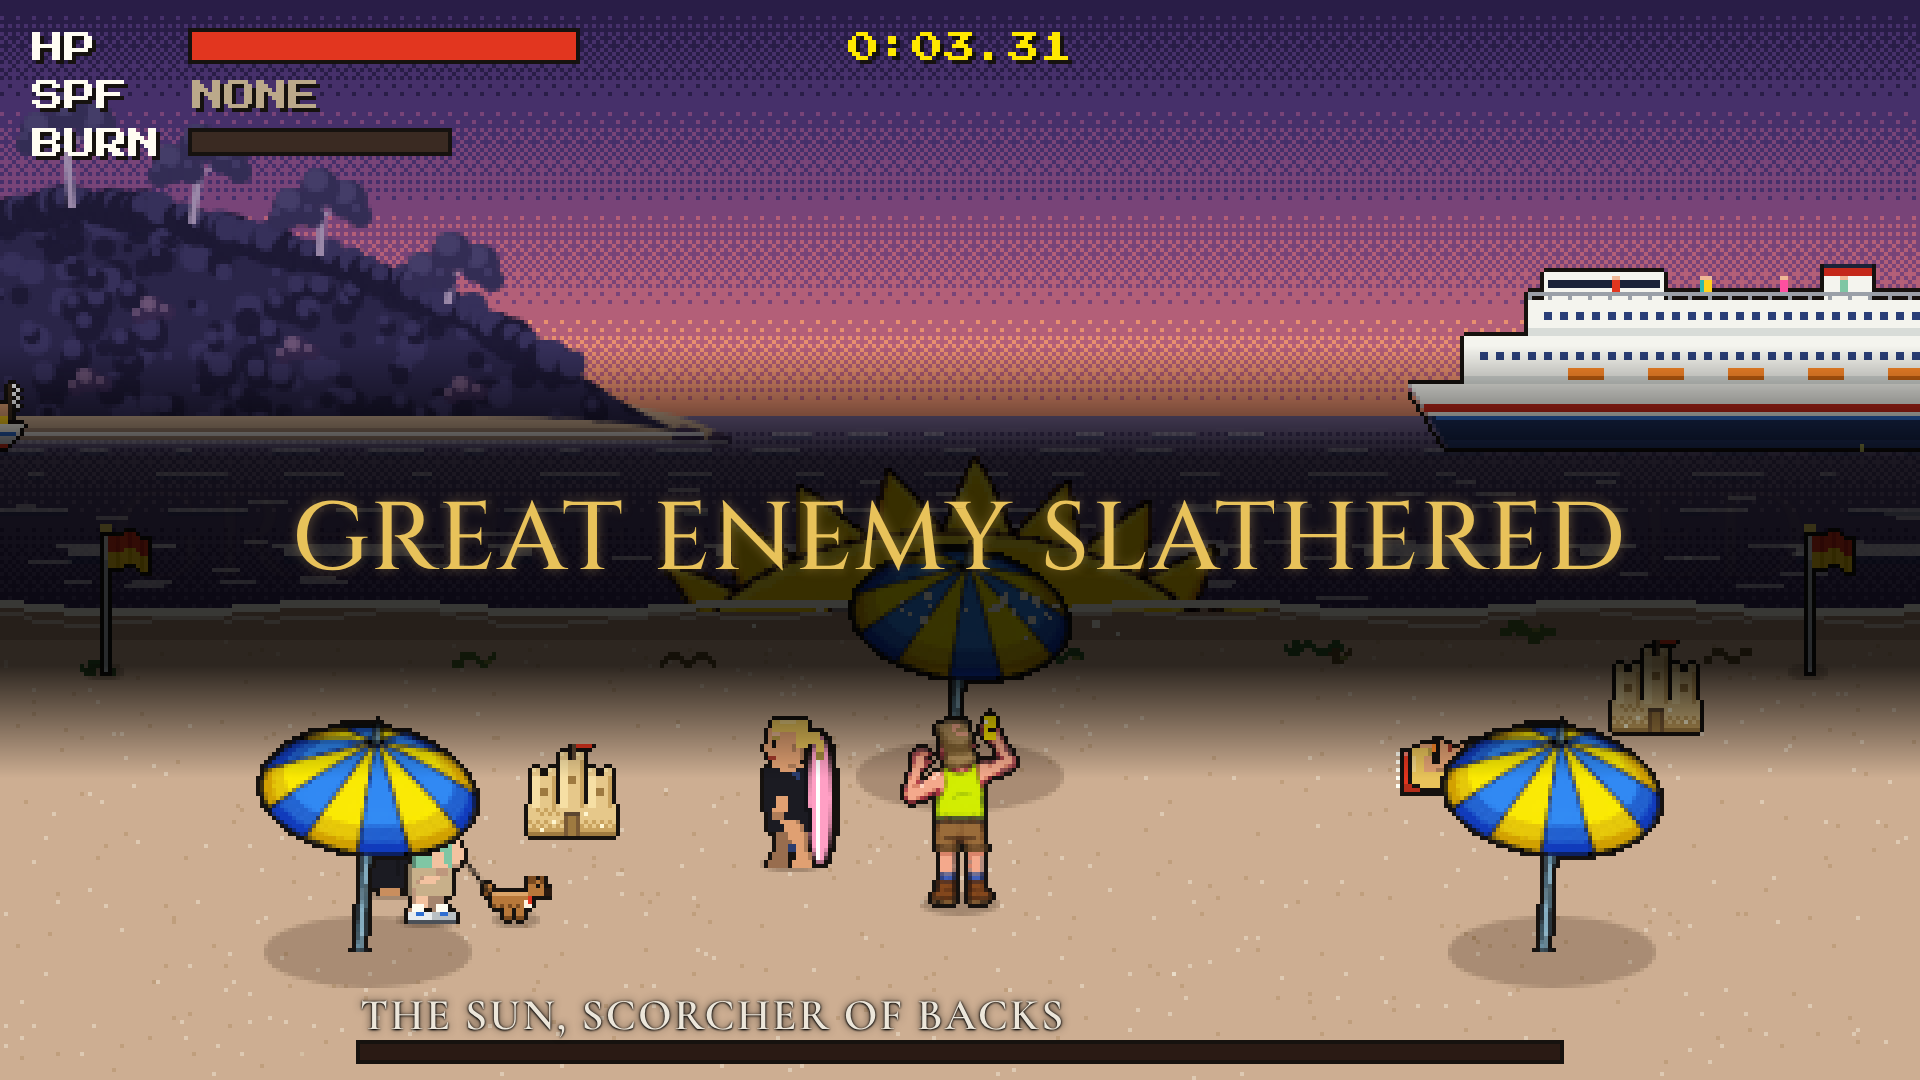 HP
0:03.31
SPF NONE
BURN
GREAT ENEMY SLATHERED
THE SUN, SCORCHER OF BACKS